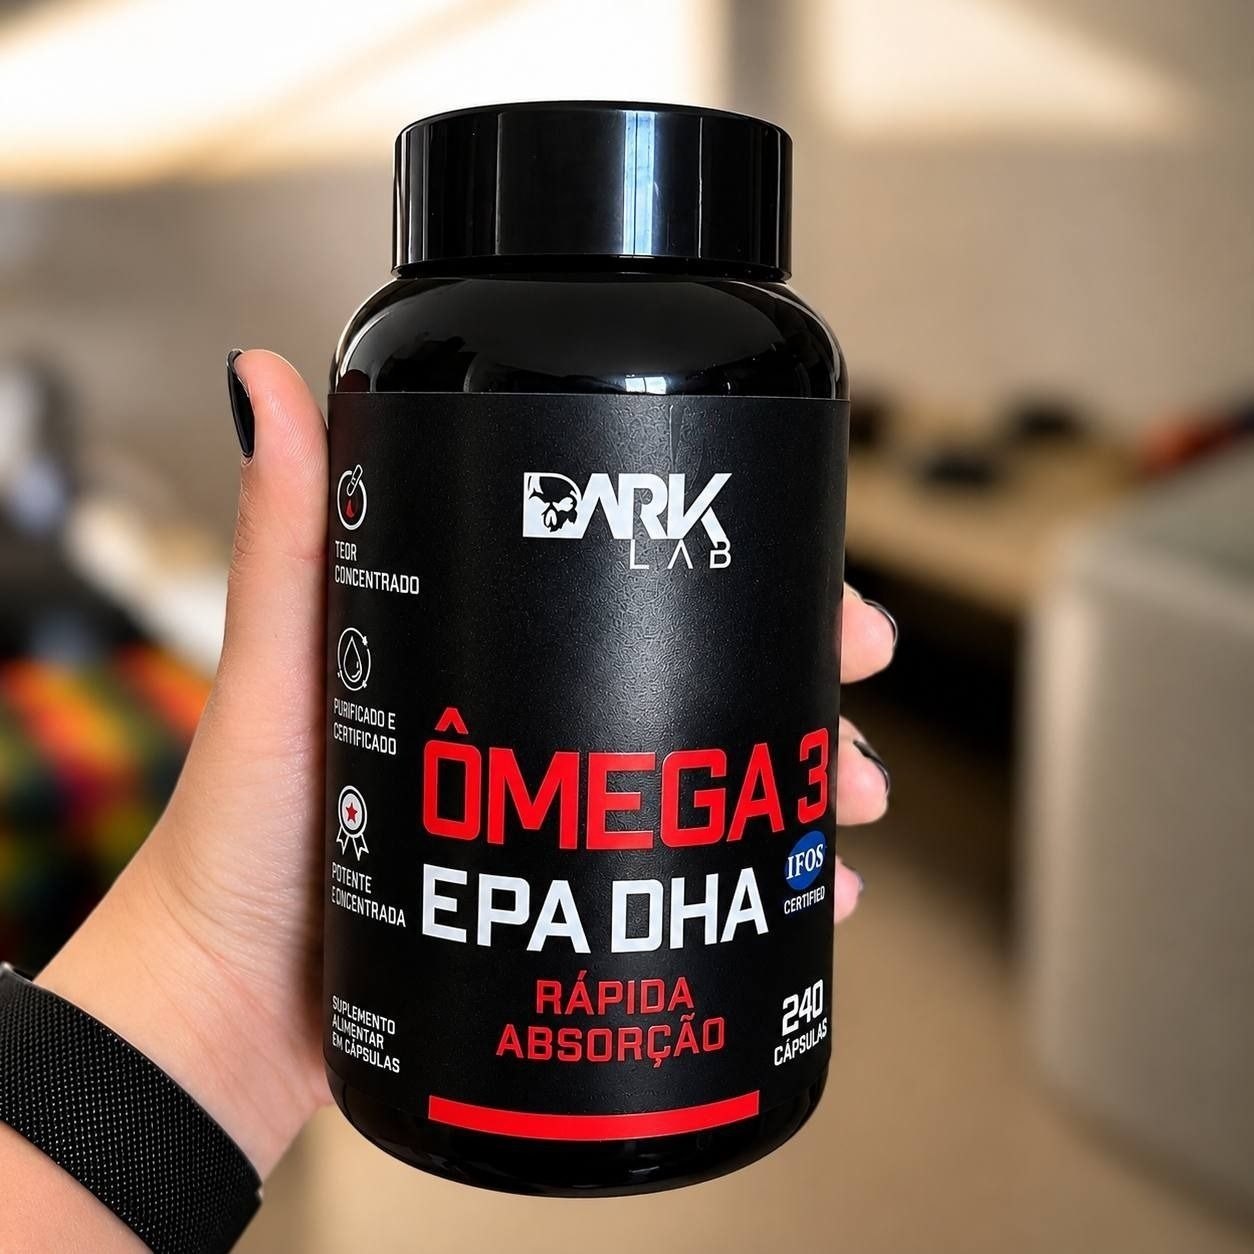 DARK
LAB
TEOR
CONCENTRADO
PURIFICADO E
CERTIFICADO
POTENTE
E CONCENTRADA
SUPLEMENTO
ALIMENTAR
EM CÁPSULAS
ÔMEGA 3
EPA DHA
IFOS
CERTIFIED
RÁPIDA
ABSORÇÃO
240
CÁPSULAS